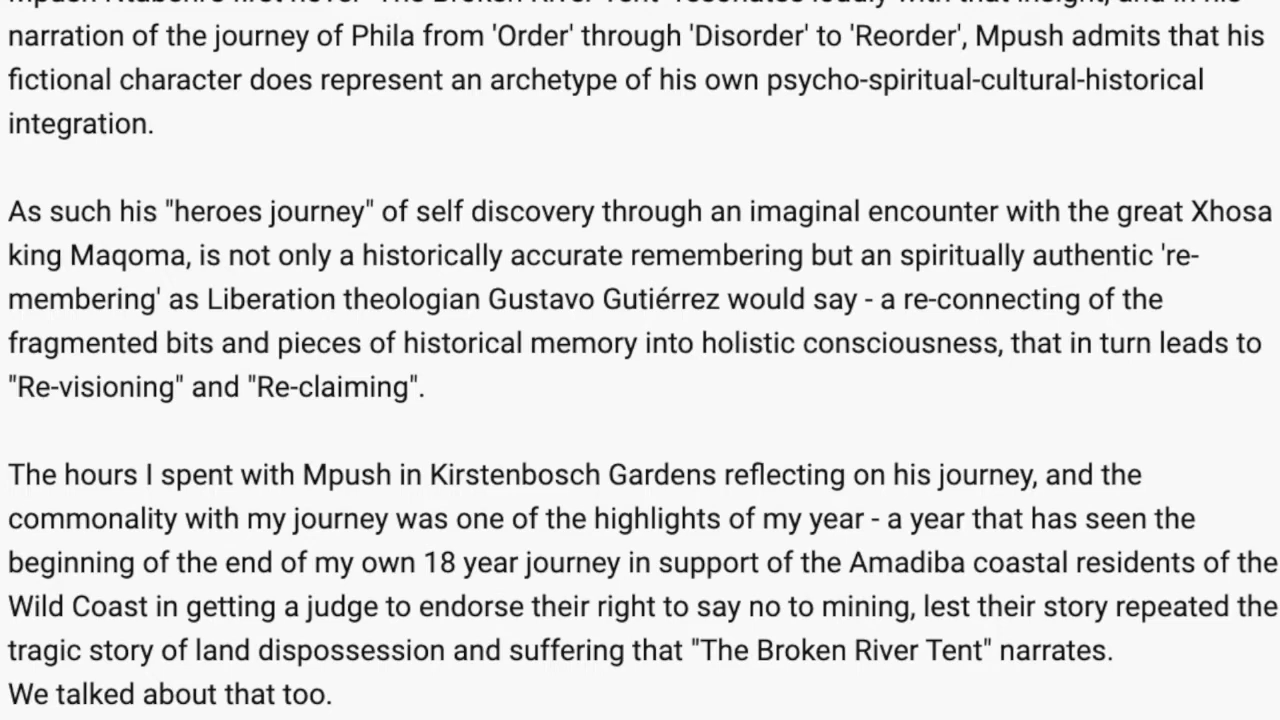 narration of the journey of Phila from 'Order' through 'Disorder' to 'Reorder', Mpush admits that his
fictional character does represent an archetype of his own psycho-spiritual-cultural-historical
integration.
As such his "heroes journey" of self discovery through an imaginal encounter with the great Xhosa
king Maqoma, is not only a historically accurate remembering but an spiritually authentic 're-
membering' as Liberation theologian Gustavo Gutiérrez would say - a re-connecting of the
fragmented bits and pieces of historical memory into holistic consciousness, that in turn leads to
"Re-visioning" and "Re-claiming".
The hours I spent with Mpush in Kirstenbosch Gardens reflecting on his journey, and the
commonality with my journey was one of the highlights of my year - a year that has seen the
beginning of the end of my own 18 year journey in support of the Amadiba coastal residents of the
Wild Coast in getting a judge to endorse their right to say no to mining, lest their story repeated the
tragic story of land dispossession and suffering that "The Broken River Tent" narrates.
We talked about that too.